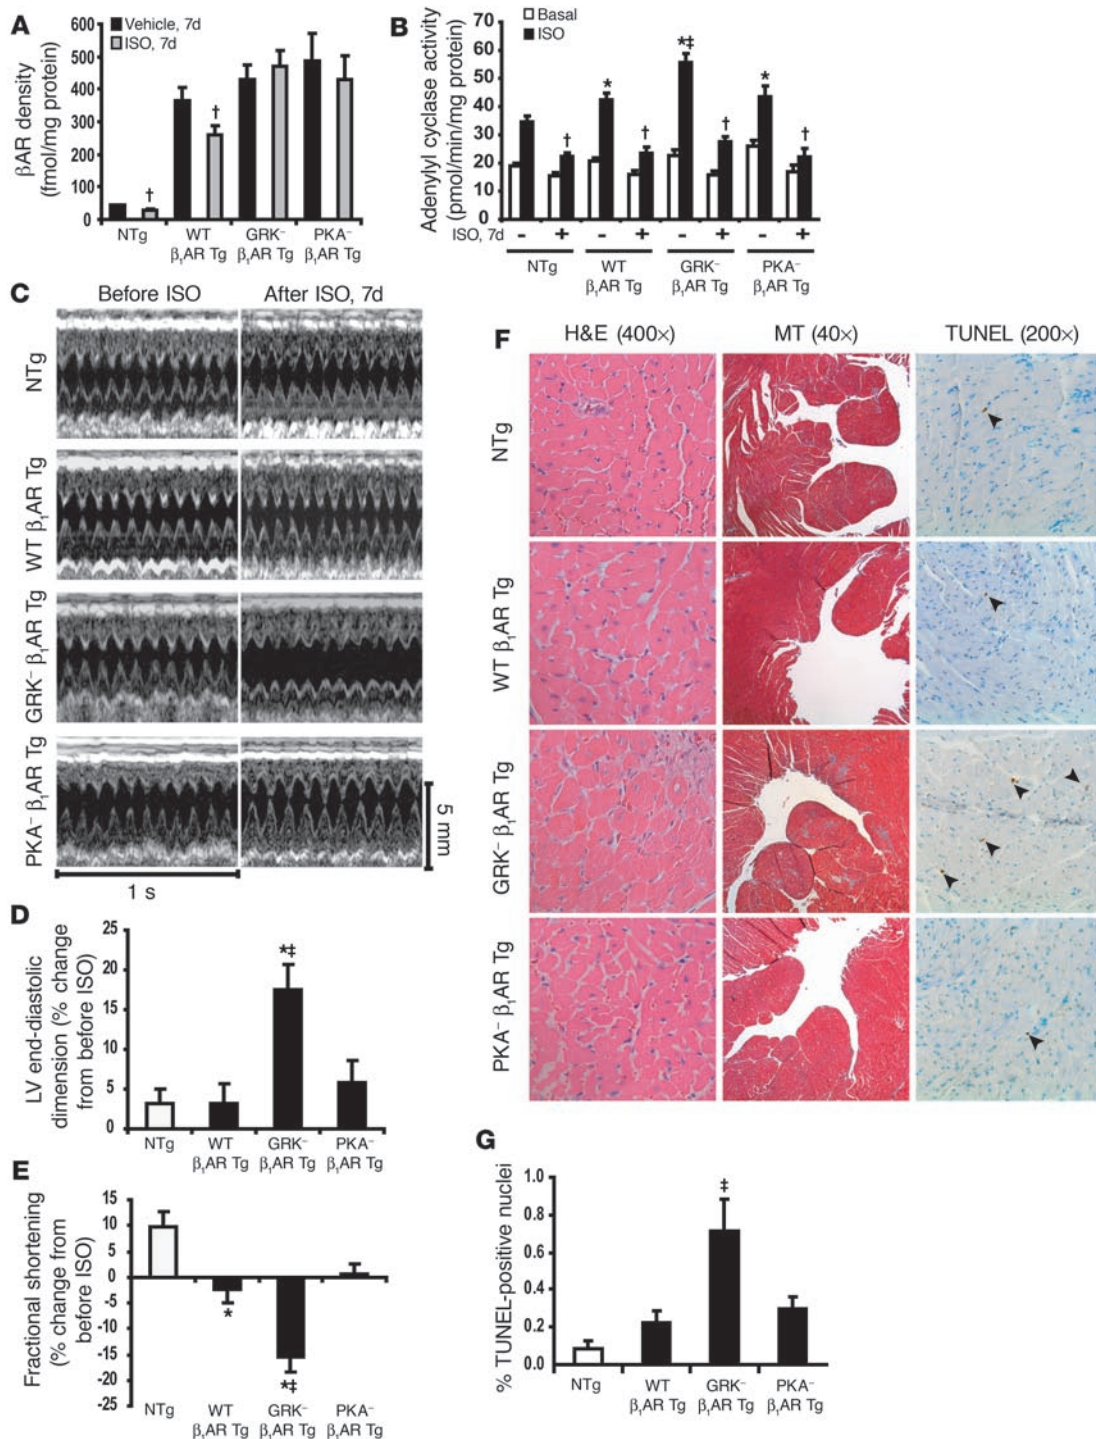 A
βAR density
(fmol/mg protein)
600
500
400
300
200
100
0
Vehicle, 7d
ISO, 7d
†
†
NTg
WT
β₁AR Tg
GRK⁻
β₁AR Tg
PKA⁻
β₁AR Tg
B
Adenylyl cyclase activity
(pmol/min/mg protein)
70
60
50
40
30
20
10
0
Basal
ISO
†
*
†
*‡
†
*
†
ISO, 7d - + - + - + - +
NTg
WT
β₁AR Tg
GRK⁻
β₁AR Tg
PKA⁻
β₁AR Tg
C
Before ISO
After ISO, 7d
NTg
WT β₁AR Tg
GRK⁻ β₁AR Tg
PKA⁻ β₁AR Tg
5 mm
1 s
D
LV end-diastolic
dimension (% change
from before ISO)
25
20
15
10
5
0
*‡
NTg
WT
β₁AR Tg
GRK⁻
β₁AR Tg
PKA⁻
β₁AR Tg
E
Fractional shortening
(% change from
before ISO)
15
10
5
0
-5
-10
-15
-20
-25
*
*‡
NTg
WT
β₁AR Tg
GRK⁻
β₁AR Tg
PKA⁻
β₁AR Tg
F
H&E (400×)
MT (40×)
TUNEL (200×)
NTg
WT β₁AR Tg
GRK⁻ β₁AR Tg
PKA⁻ β₁AR Tg
G
% TUNEL-positive nuclei
1.0
0.8
0.6
0.4
0.2
0.0
‡
NTg
WT
β₁AR Tg
GRK⁻
β₁AR Tg
PKA⁻
β₁AR Tg